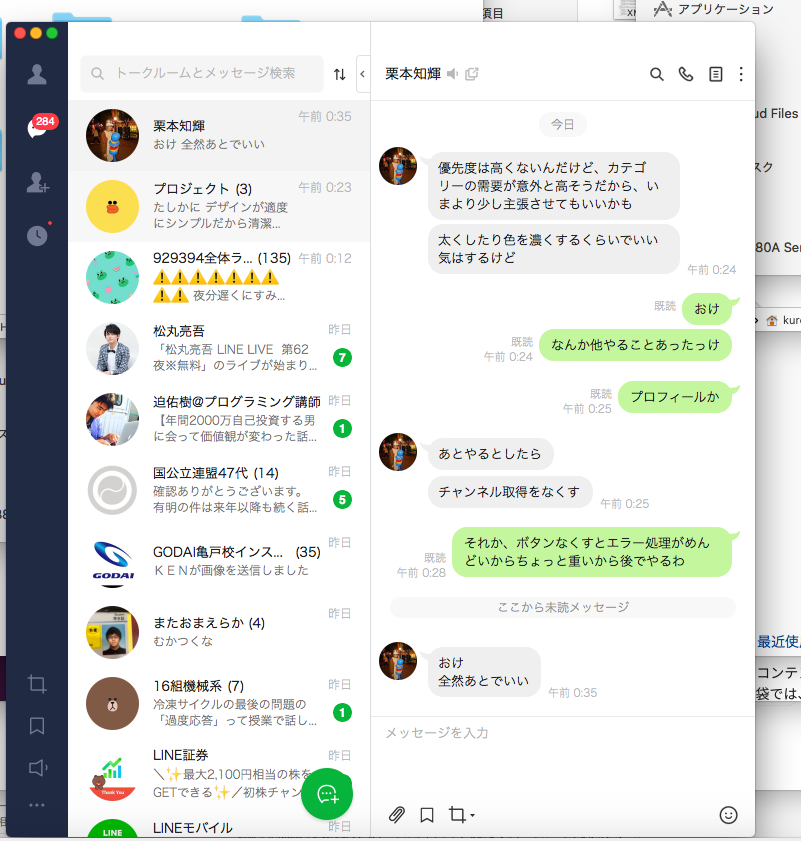 項目
アプリケーション
284
トークルームとメッセージ検索
栗本知輝
午前 0:35
おけ 全然あとでいい
プロジェクト (3)
午前 0:23
たしかに デザインが適度
にシンプルだから清潔...
929394全体ラ... (135)
午前 0:12
⚠️⚠️⚠️⚠️⚠️⚠️⚠️
⚠️⚠️ 夜分遅くにすみ...
松丸亮吾
昨日
「松丸亮吾 LINE LIVE 第62
夜※無料」のライブが始まり...
7
迫佑樹@プログラミング講師
昨日
【年間2000万自己投資する男
に会って価値観が変わった話...
1
国公立連盟47代 (14)
昨日
確認ありがとうございます。
有明の件は来年以降も続く話...
5
GODAI
GODAI亀戸校インス... (35)
昨日
ＫＥＮが画像を送信しました
またおまえらか (4)
昨日
むかつくな
16組機械系 (7)
昨日
冷凍サイクルの最後の問題の
「過度応答」って授業で話し...
1
Thank You
LINE証券
昨日
＼✨最大2,100円相当の株を
GETできる✨／初株チャン
LINE
LINEモバイル
昨日
栗本知輝
今日
優先度は高くないんだけど、カテゴ
リーの需要が意外と高そうだから、い
まより少し主張させてもいいかも
太くしたり色を濃くするくらいでいい
気はするけど
午前 0:24
既読
おけ
既読
午前 0:24
なんか他やることあったっけ
既読
午前 0:25
プロフィールか
あとやるとしたら
チャンネル取得をなくす
午前 0:25
既読
午前 0:28
それか、ボタンなくすとエラー処理がめん
どいからちょっと重いから後でやるわ
ここから未読メッセージ
おけ
全然あとでいい
午前 0:35
メッセージを入力
ud Files
スク
80A Ser
kur
最近使
コンテ
袋では、